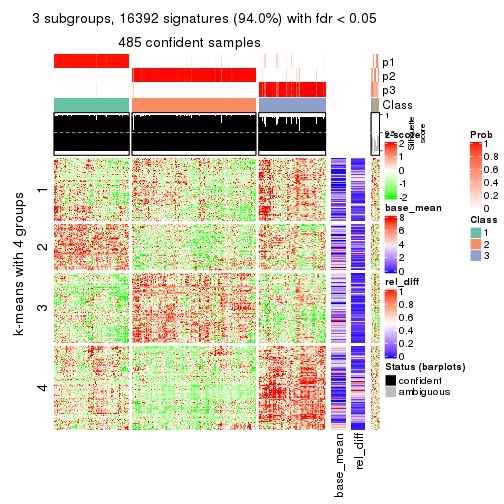 3 subgroups, 16392 signatures (94.0%) with fdr < 0.05
485 confident samples
p1
p2
p3
Class
1
Silhouette
score
k-means with 4 groups
1
2
3
4
z-score
2
1
0
-1
-2
base_mean
8
6
4
2
0
rel_diff
1
0.8
0.6
0.4
0.2
0
Status (barplots)
confident
ambiguous
Prob
1
0.8
0.6
0.4
0.2
0
Class
1
2
3
base_mean
rel_diff